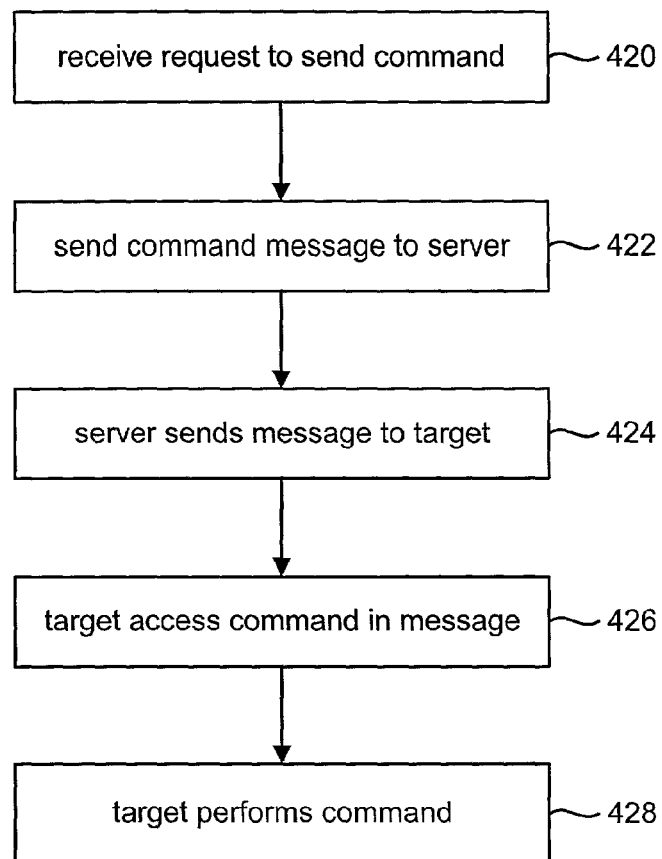 receive request to send command 420
send command message to server 422
server sends message to target 424
target access command in message 426
target performs command 428